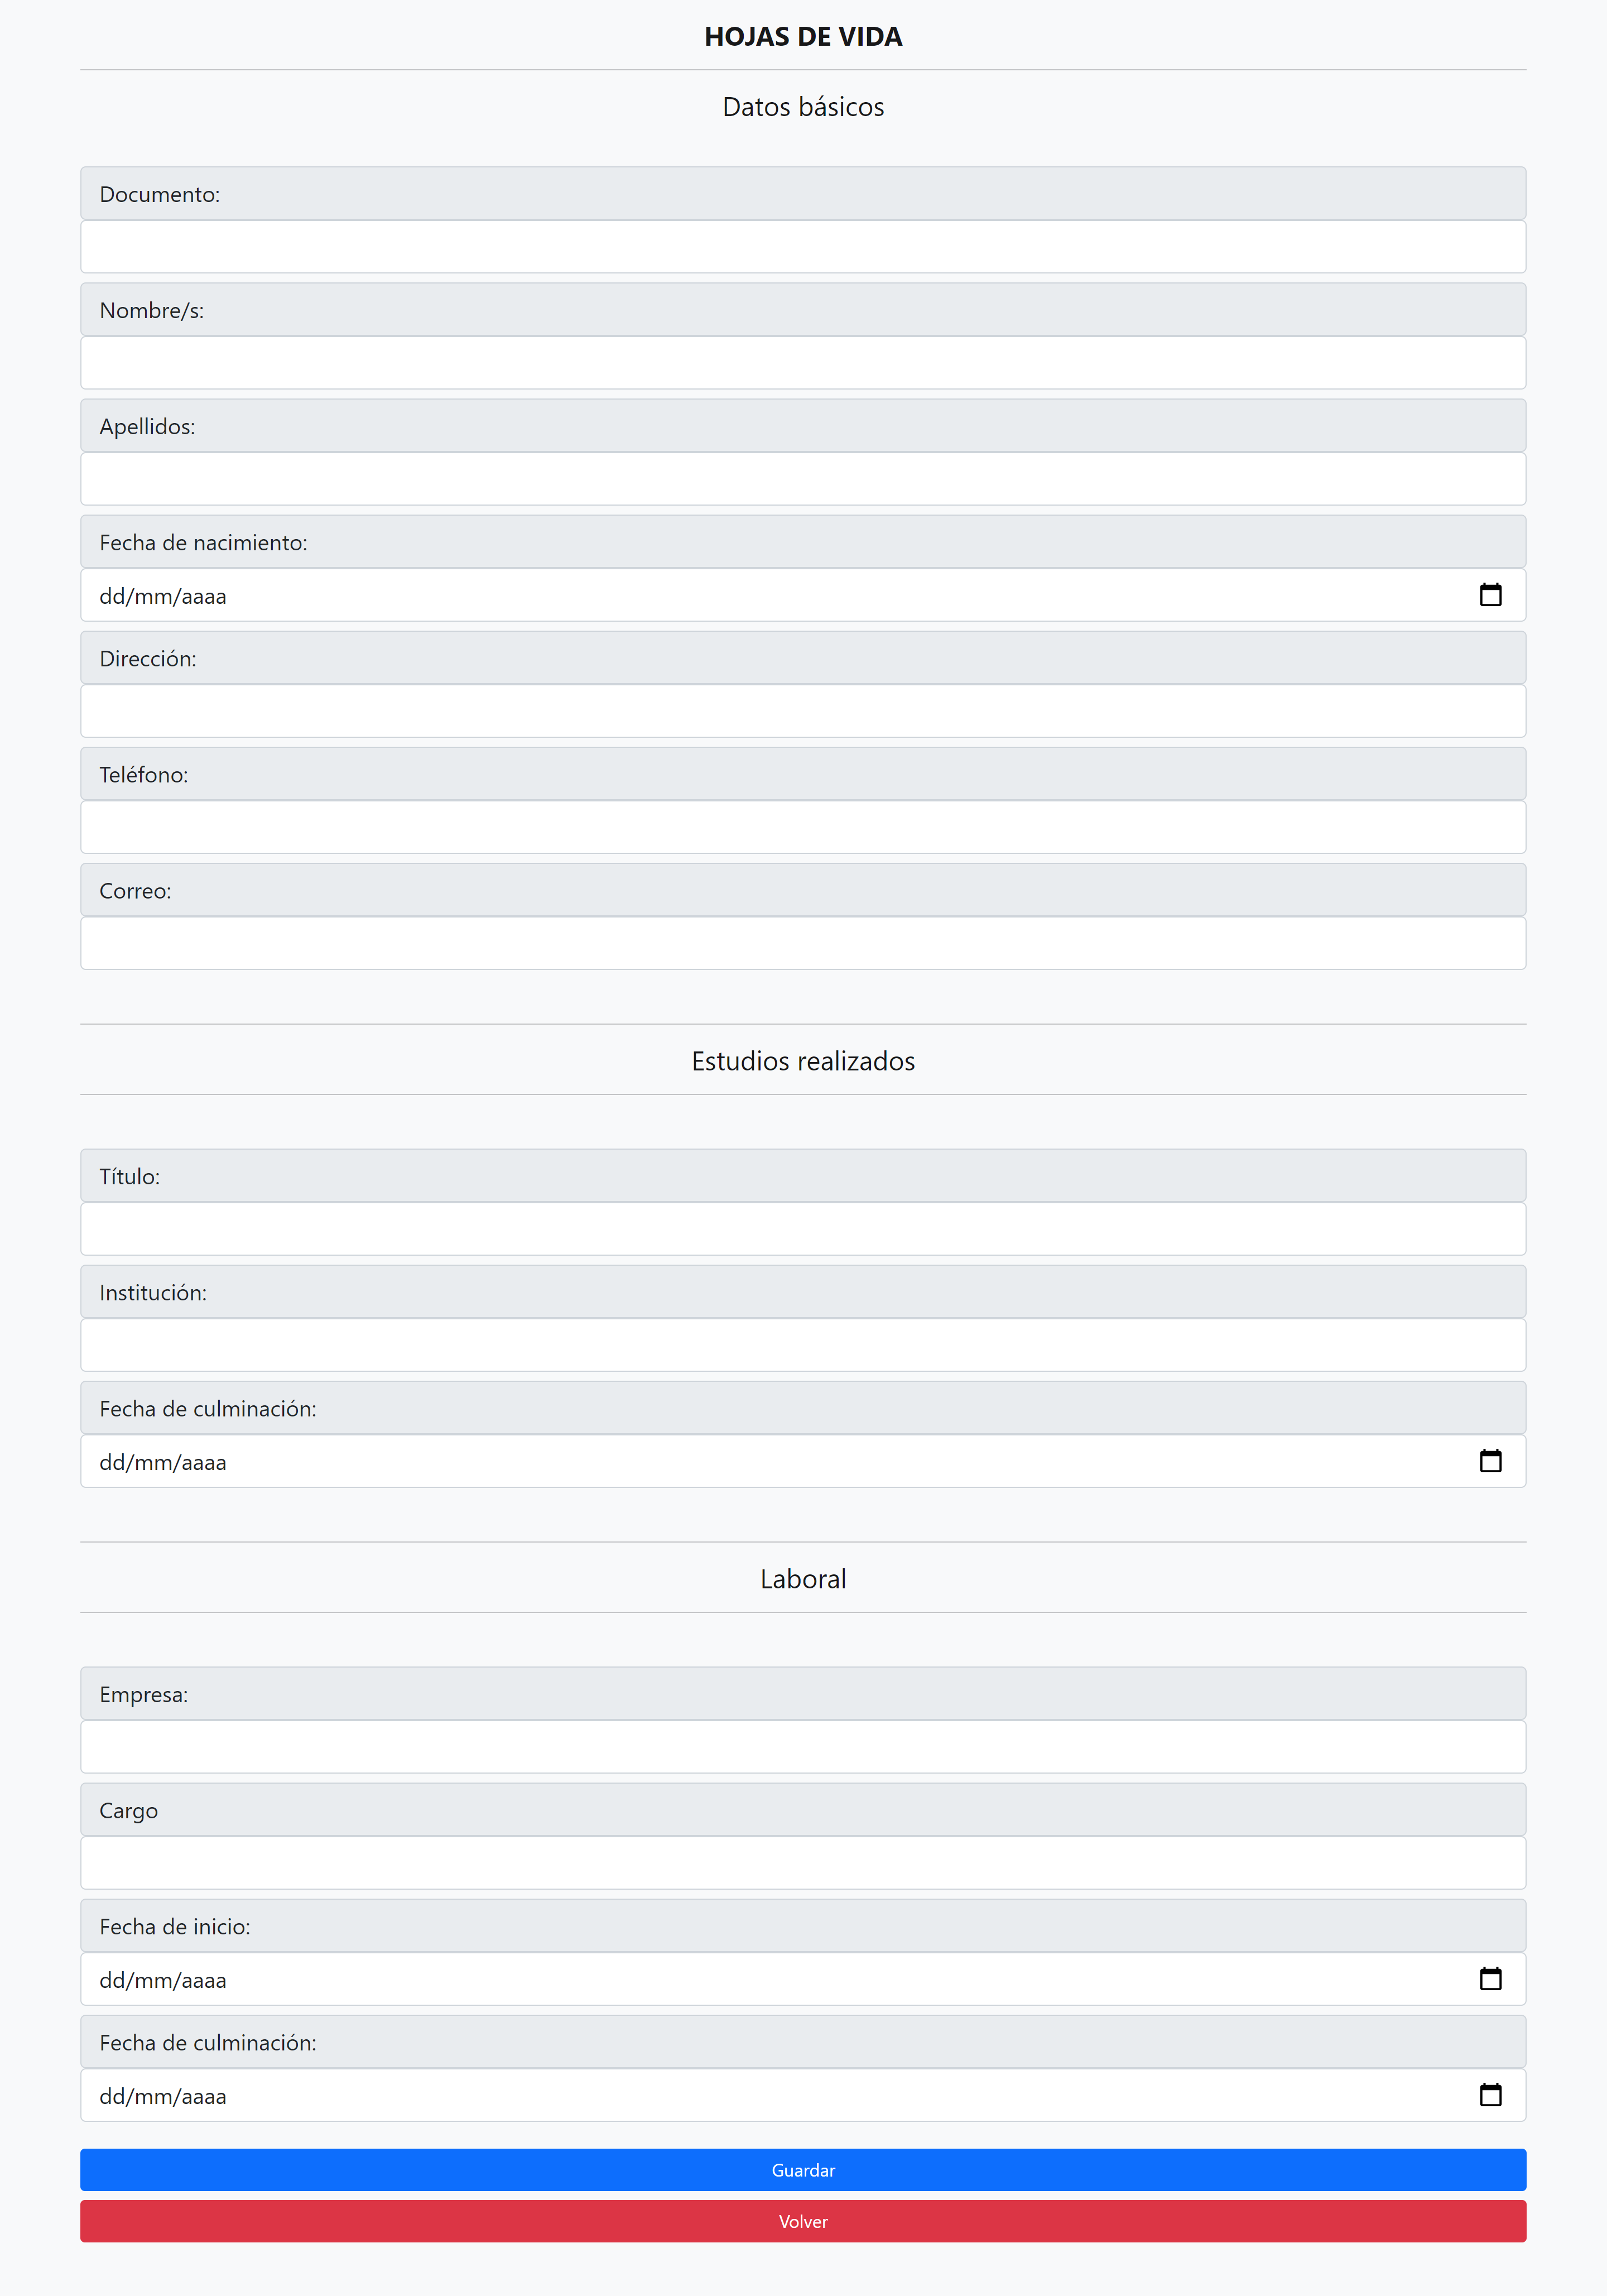 HOJAS DE VIDA
Datos básicos
Documento:
Nombre/s:
Apellidos:
Fecha de nacimiento:
dd/mm/aaaa
Dirección:
Teléfono:
Correo:
Estudios realizados
Título:
Institución:
Fecha de culminación:
dd/mm/aaaa
Laboral
Empresa:
Cargo
Fecha de inicio:
dd/mm/aaaa
Fecha de culminación:
dd/mm/aaaa
Guardar
Volver